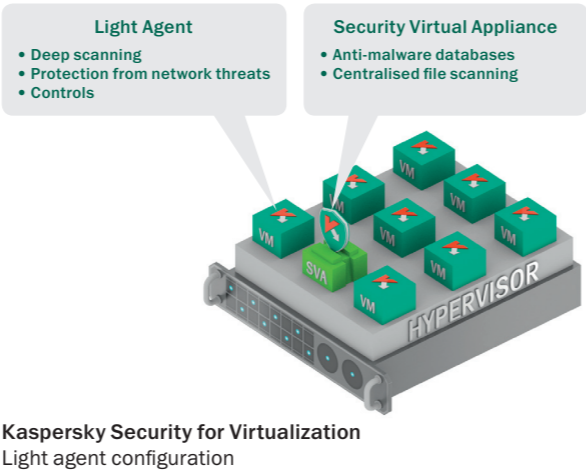 Light Agent
• Deep scanning
• Protection from network threats
• Controls
Security Virtual Appliance
• Anti-malware databases
• Centralised file scanning
VM
VM
VM
VM
VM
VM
VM
VM
SVA
HYPERVISOR
Kaspersky Security for Virtualization
Light agent configuration